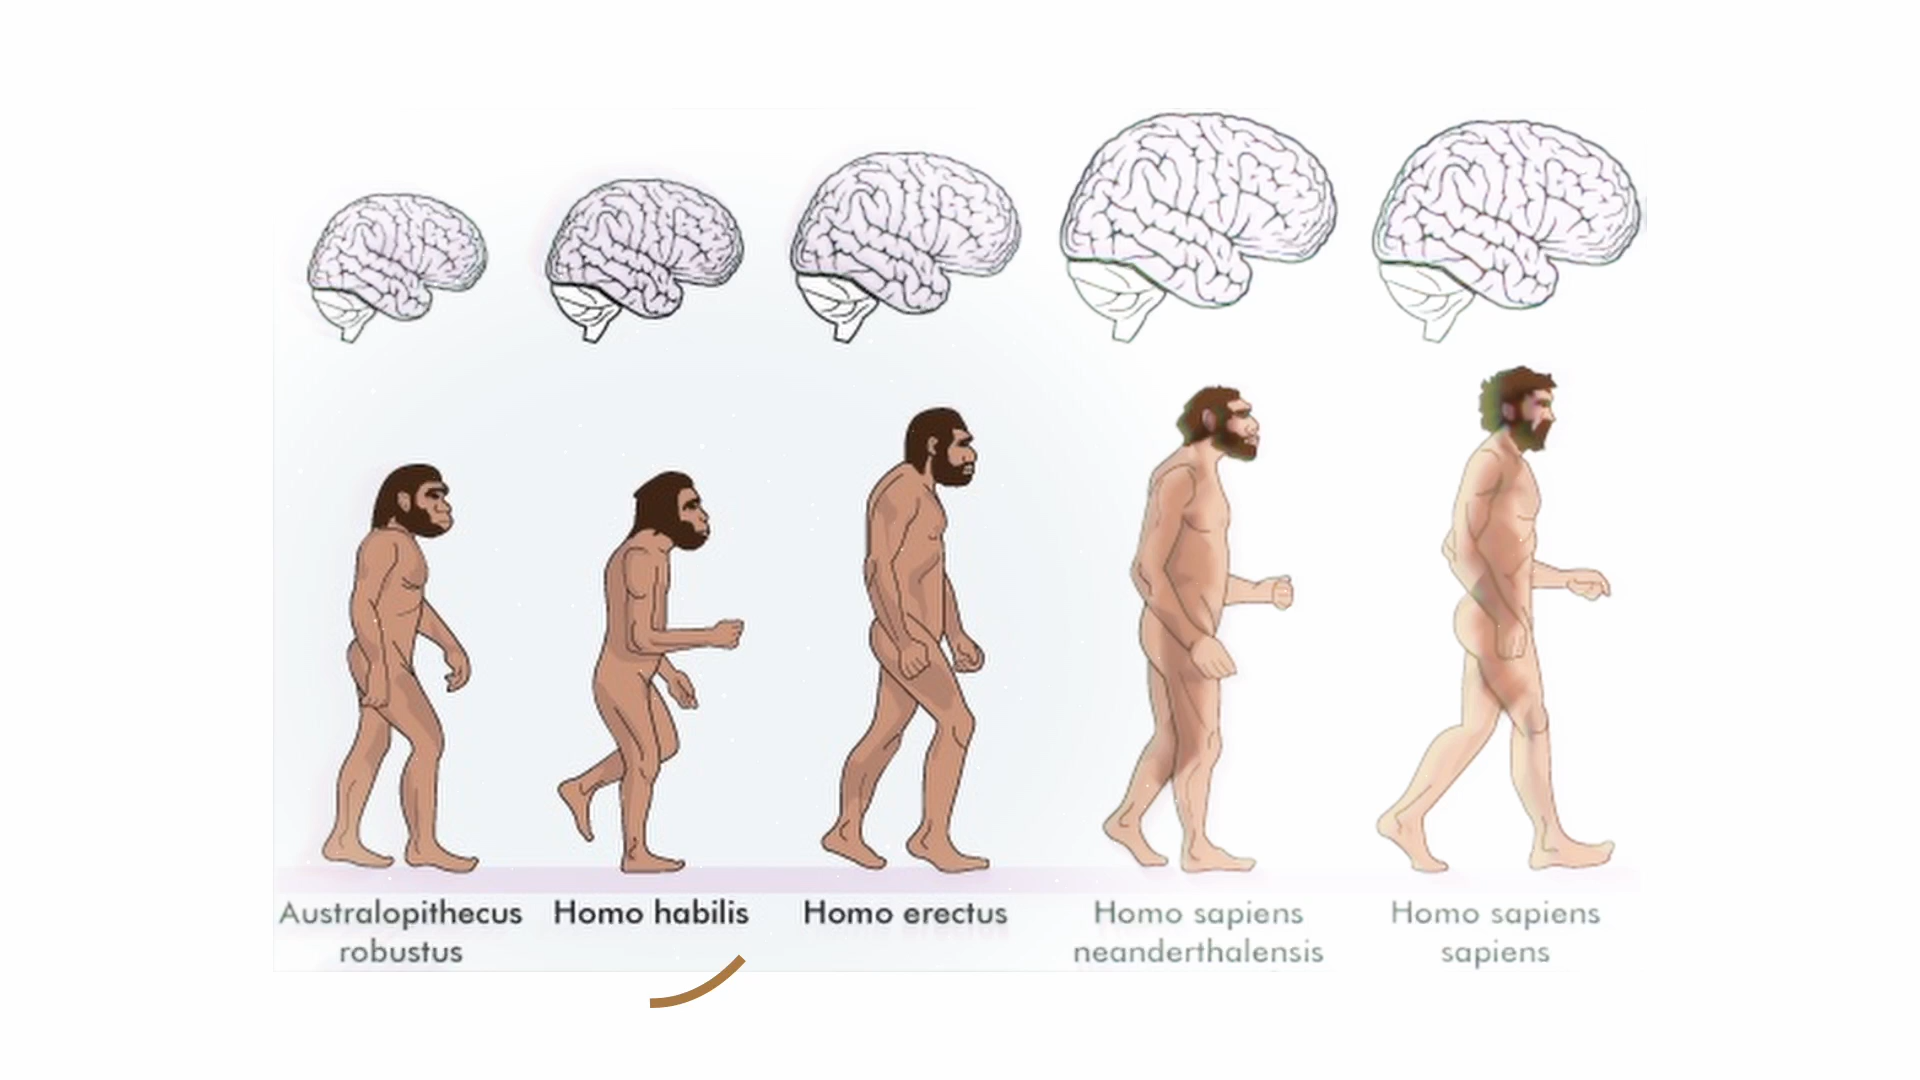 Australopithecus
robustus
Homo habilis
Homo erectus
Homo sapiens
neanderthalensis
Homo sapiens
sapiens